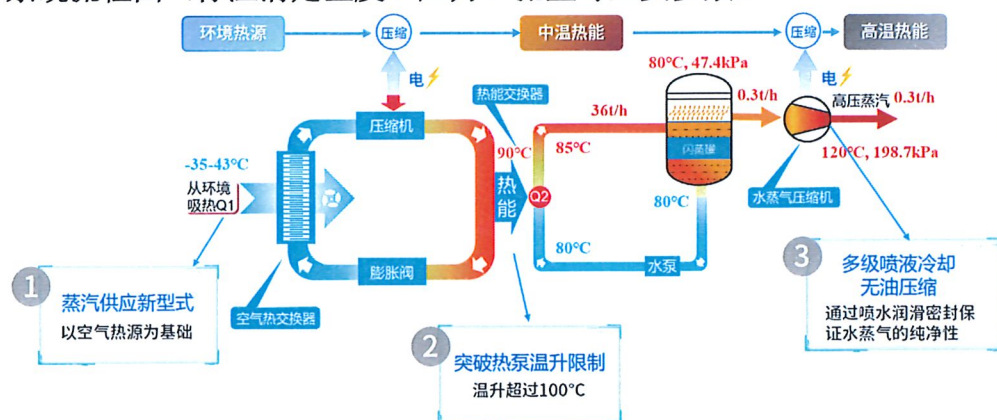 环境热源
压缩
中温热能
压缩
高温热能
电
电
80℃, 47.4kPa
热能交换器
0.3t/h
高压蒸汽
0.3t/h
36t/h
压缩机
-35-43℃
90℃
85℃
闪蒸罐
120℃, 198.7kPa
从环境
吸热Q1
热能
Q2
80℃
水蒸气压缩机
80℃
膨胀阀
水泵
空气热交换器
1
蒸汽供应新型式
以空气热源为基础
2
突破热泵温升限制
温升超过100℃
3
多级喷液冷却
无油压缩
通过喷水润滑密封保
证水蒸气的纯净性